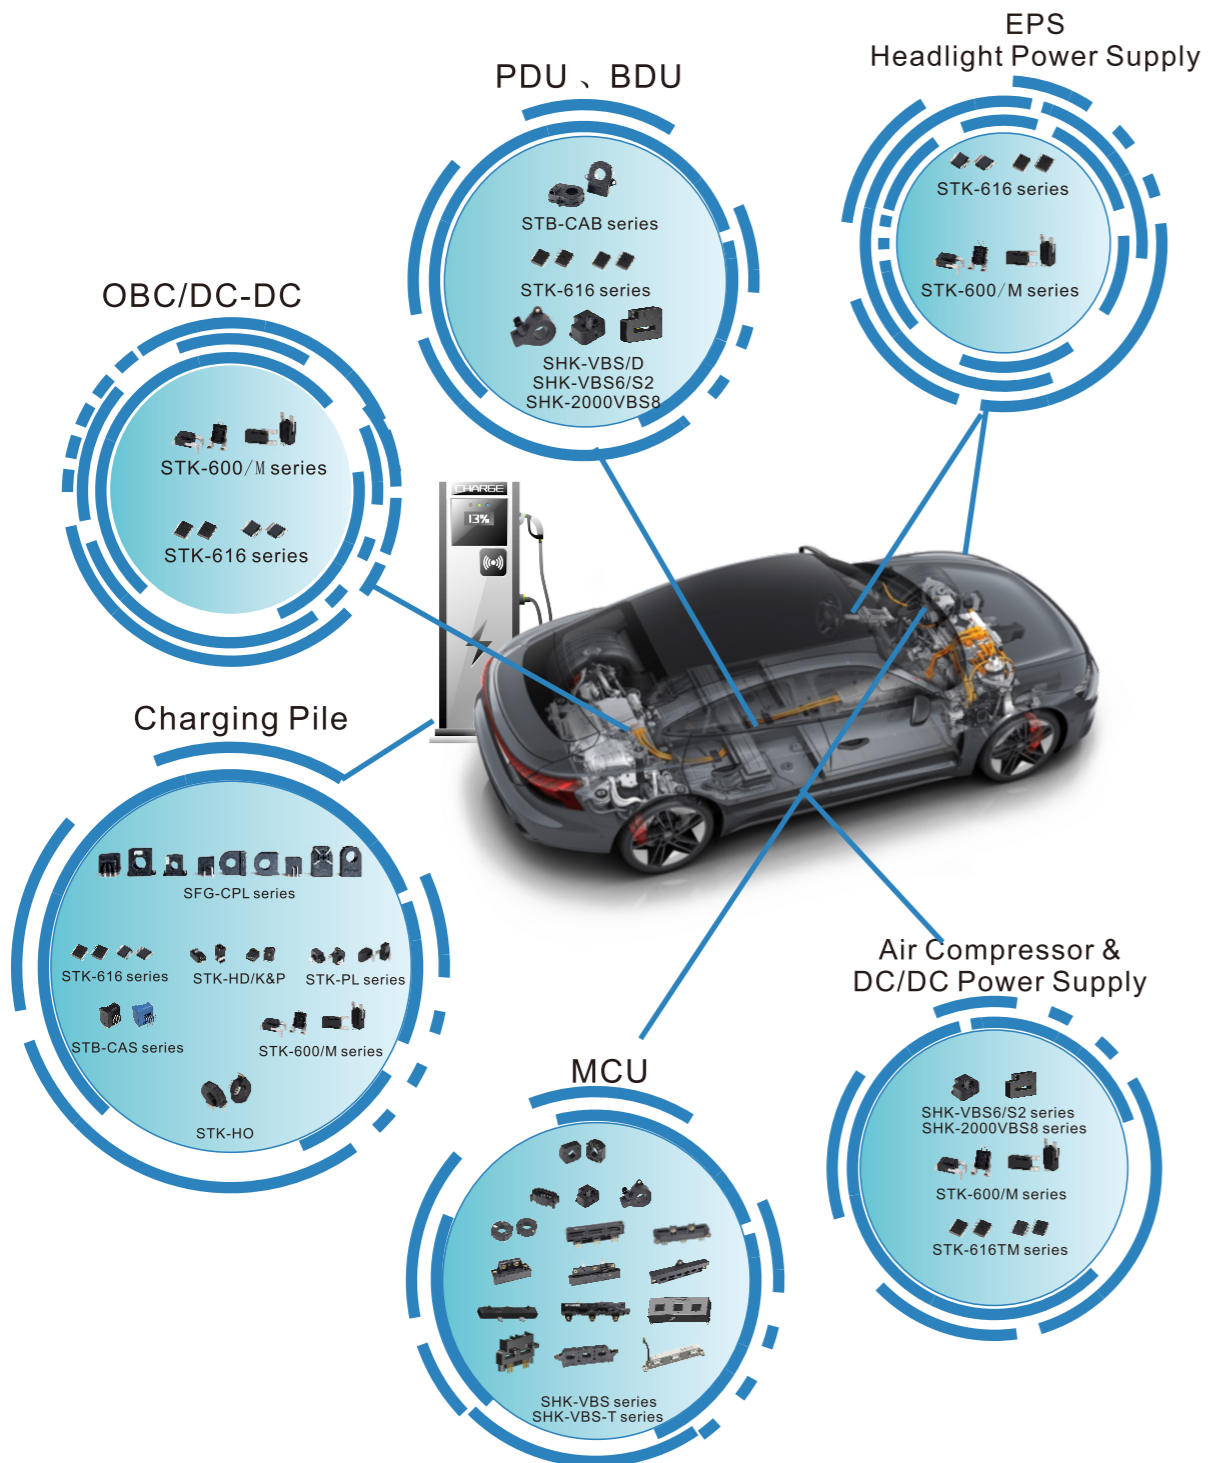 EPS
Headlight Power Supply
STK-616 series
STK-600/M series
PDU 、BDU
STB-CAB series
STK-616 series
SHK-VBS/D
SHK-VBS6/S2
SHK-2000VBS8
OBC/DC-DC
STK-600/M series
STK-616 series
CHARGE
13%
Charging Pile
SFG-CPL series
STK-616 series
STK-HD/K&P
STK-PL series
STB-CAS series
STK-600/M series
STK-HO
MCU
SHK-VBS series
SHK-VBS-T series
Air Compressor &
DC/DC Power Supply
SHK-VBS6/S2 series
SHK-2000VBS8 series
STK-600/M series
STK-616TM series